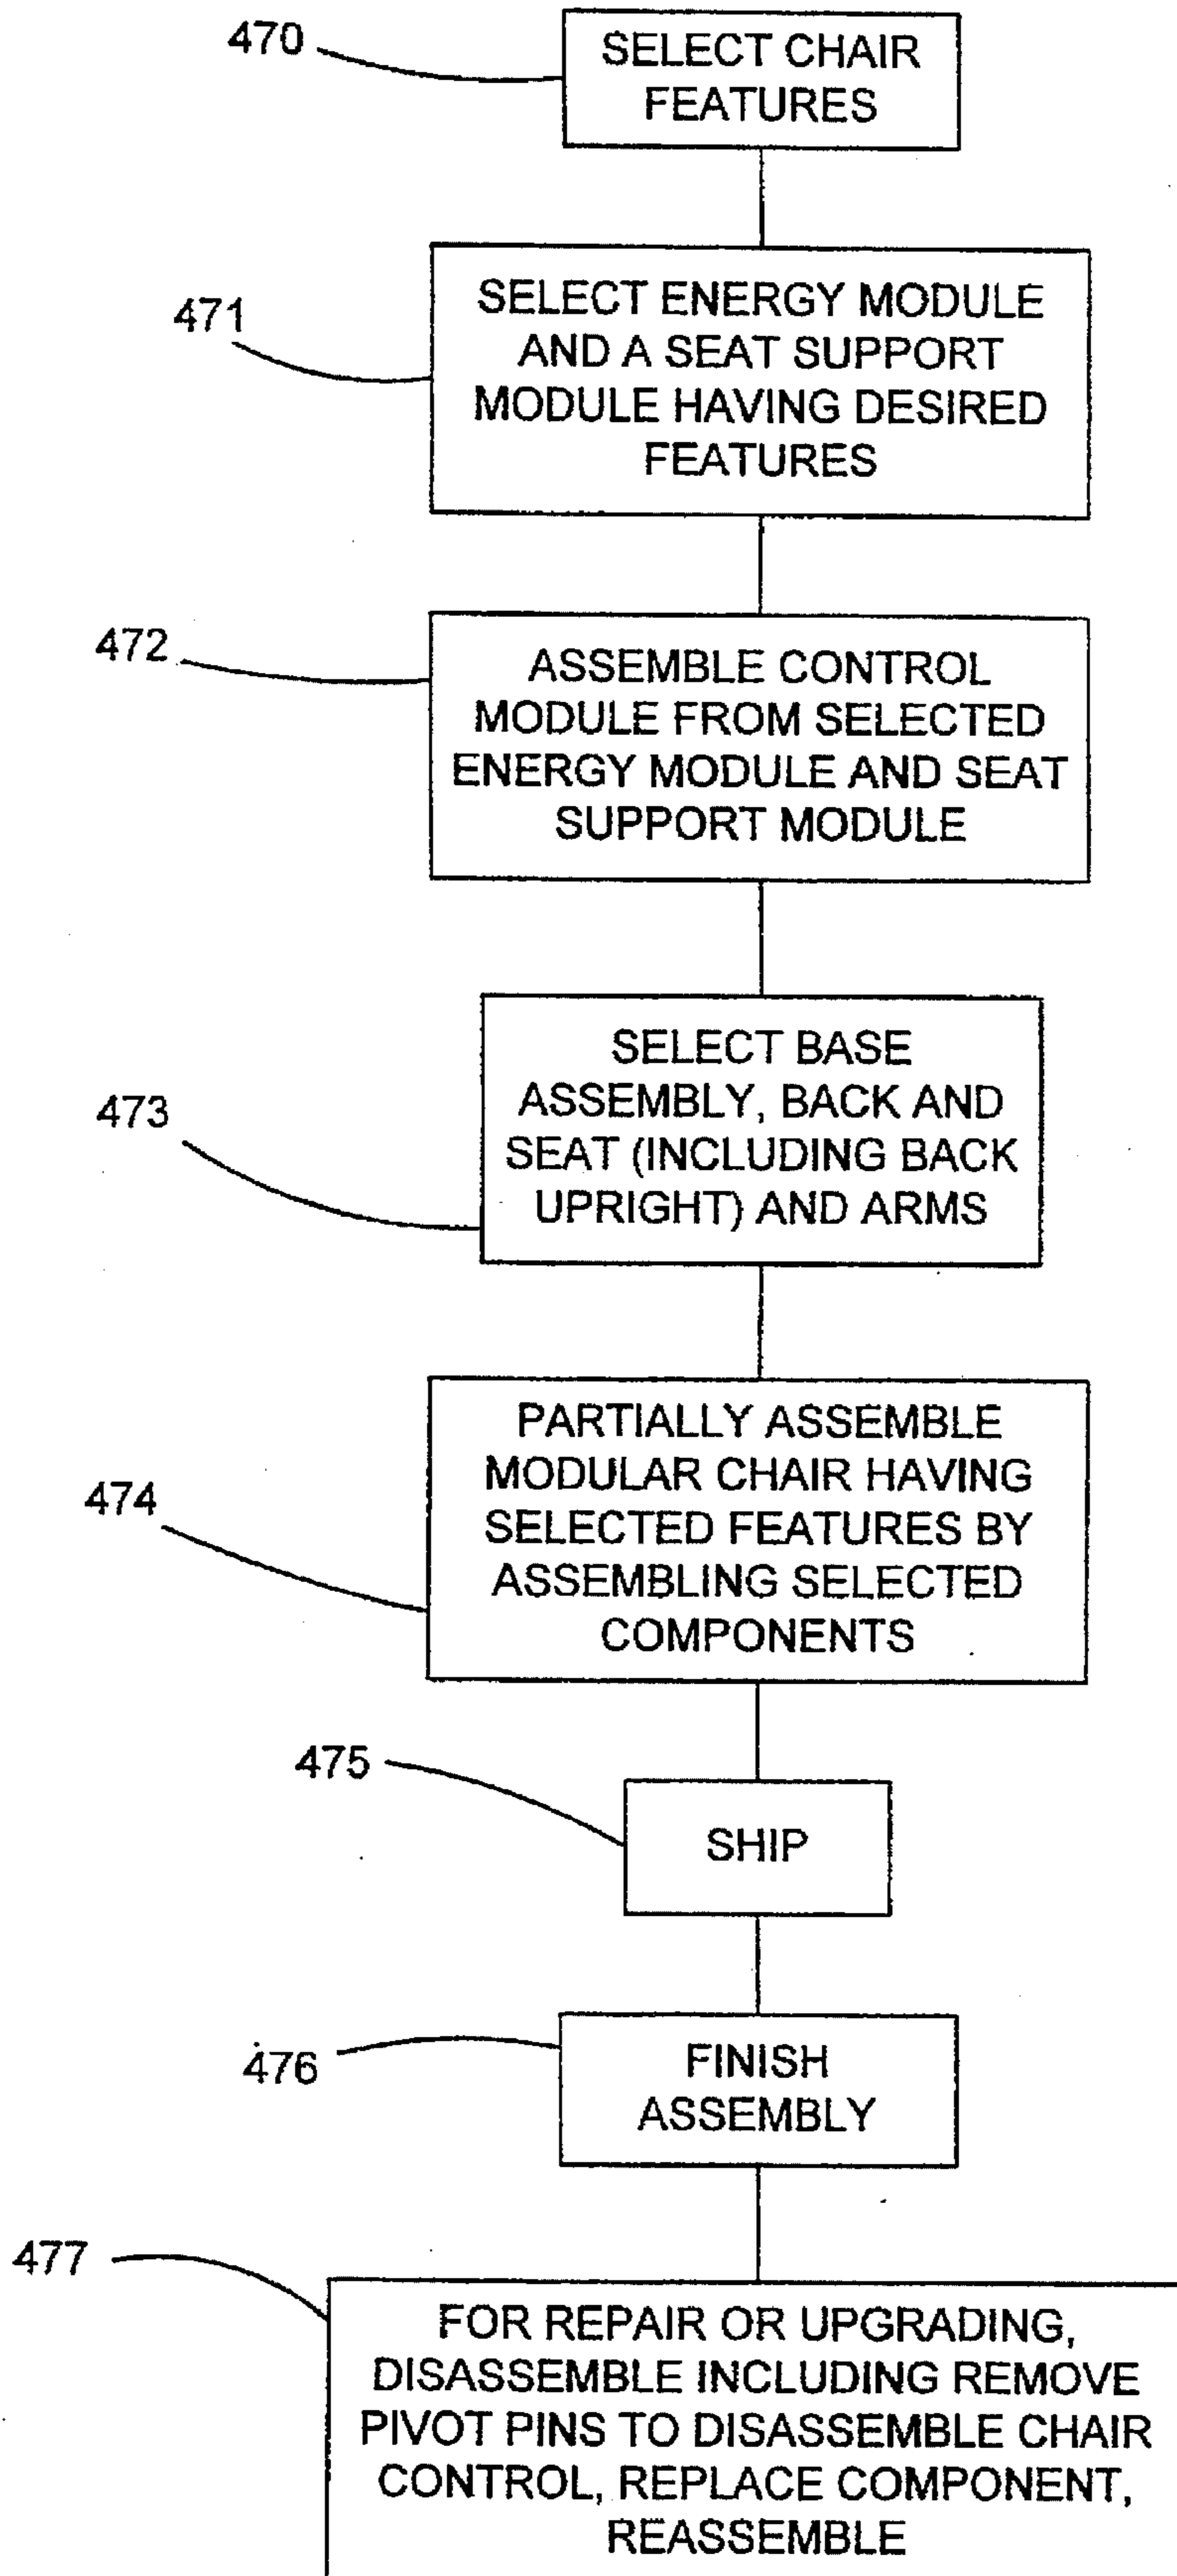 470
SELECT CHAIR
FEATURES
471
SELECT ENERGY MODULE
AND A SEAT SUPPORT
MODULE HAVING DESIRED
FEATURES
472
ASSEMBLE CONTROL
MODULE FROM SELECTED
ENERGY MODULE AND SEAT
SUPPORT MODULE
473
SELECT BASE
ASSEMBLY, BACK AND
SEAT (INCLUDING BACK
UPRIGHT) AND ARMS
474
PARTIALLY ASSEMBLE
MODULAR CHAIR HAVING
SELECTED FEATURES BY
ASSEMBLING SELECTED
COMPONENTS
475
SHIP
476
FINISH
ASSEMBLY
477
FOR REPAIR OR UPGRADING,
DISASSEMBLE INCLUDING REMOVE
PIVOT PINS TO DISASSEMBLE CHAIR
CONTROL, REPLACE COMPONENT,
REASSEMBLE